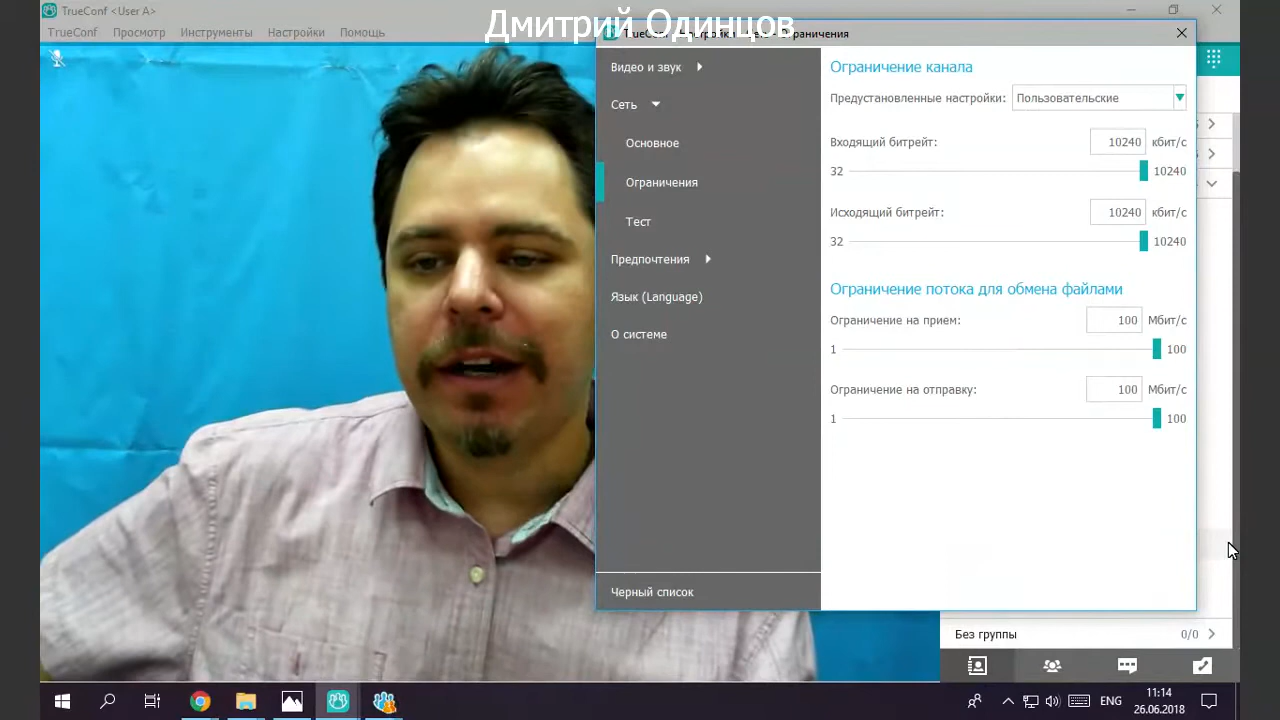 TrueConf <User A>
Дмитрий Одинцов
TrueConf Просмотр Инструменты Настройки Помощь
Видео и звук
Сеть
Основное
Ограничения
Тест
Предпочтения
Язык (Language)
О системе
Черный список
Ограничение канала
Предустановленные настройки: Пользовательские
Входящий битрейт: 10240 кбит/с
32 10240
Исходящий битрейт: 10240 кбит/с
32 10240
Ограничение потока для обмена файлами
Ограничение на прием: 100 Мбит/с
1 100
Ограничение на отправку: 100 Мбит/с
1 100
Без группы 0/0
ENG
11:14
26.06.2018